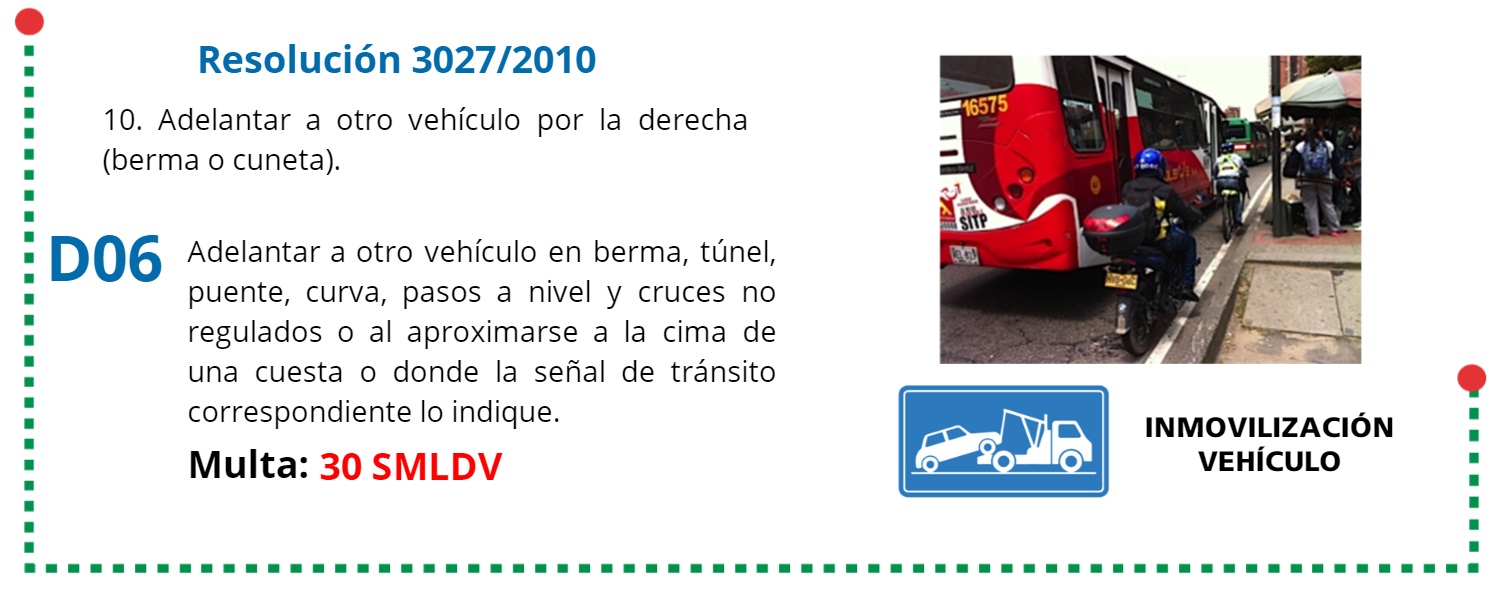 Resolución 3027/2010
10. Adelantar a otro vehículo por la derecha
(berma o cuneta).
D06
Adelantar a otro vehículo en berma, túnel,
puente, curva, pasos a nivel y cruces no
regulados o al aproximarse a la cima de
una cuesta o donde la señal de tránsito
correspondiente lo indique.
Multa: 30 SMLDV
16575
SITP
INMOVILIZACIÓN
VEHÍCULO